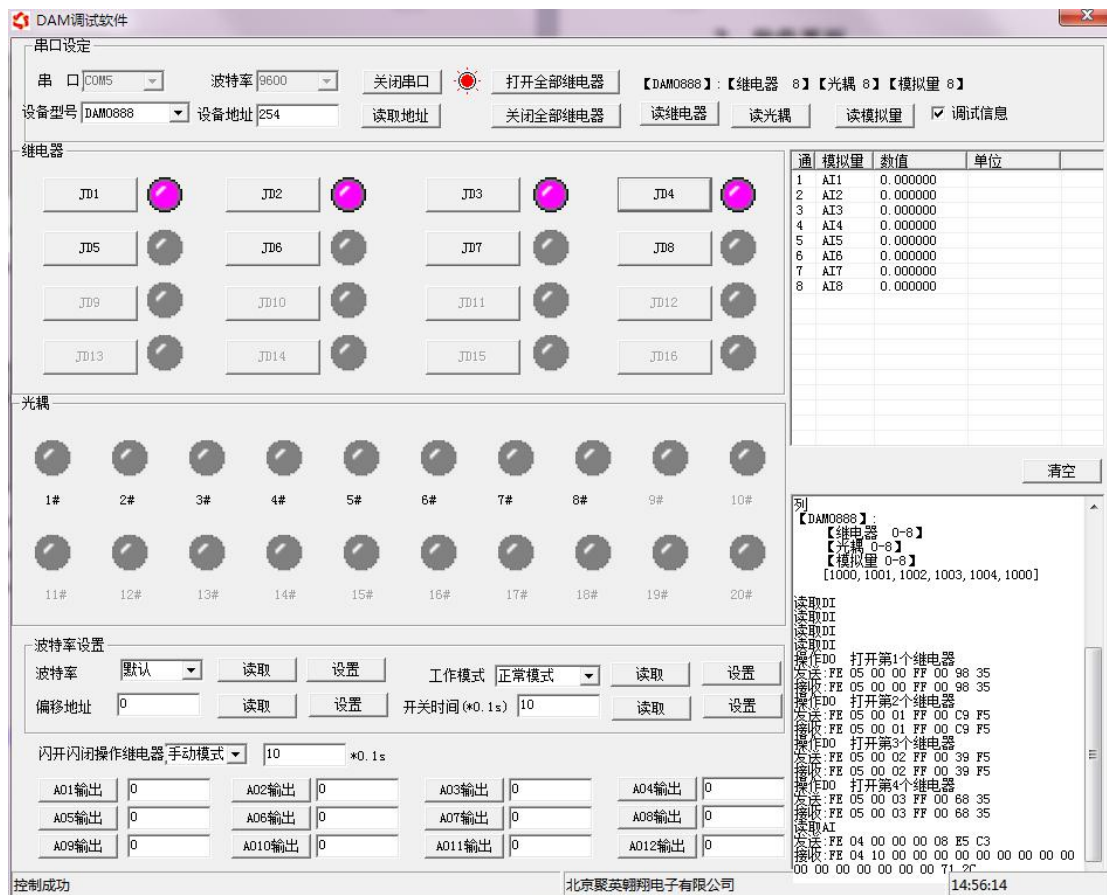 DAM调试软件
串口设定
串 口 COM5 波特率 9600 关闭串口 打开全部继电器 【DAM0888】:【继电器 8】【光耦 8】【模拟量 8】
设备型号 DAM0888 设备地址 254 读取地址 关闭全部继电器 读继电器 读光耦 读模拟量 调试信息
继电器
JD1 JD2 JD3 JD4
JD5 JD6 JD7 JD8
JD9 JD10 JD11 JD12
JD13 JD14 JD15 JD16
通 模拟量 数值 单位
1 AI1 0.000000
2 AI2 0.000000
3 AI3 0.000000
4 AI4 0.000000
5 AI5 0.000000
6 AI6 0.000000
7 AI7 0.000000
8 AI8 0.000000
光耦
1# 2# 3# 4# 5# 6# 7# 8# 9# 10#
11# 12# 13# 14# 15# 16# 17# 18# 19# 20#
清空
列
【DAM0888】:
【继电器 0-8】
【光耦 0-8】
【模拟量 0-8】
[1000,1001,1002,1003,1004,1000]
读取DI
读取DI
读取DI
读取DI
操作DO 打开第1个继电器
发送:FE 05 00 00 FF 00 98 35
接收:FE 05 00 00 FF 00 98 35
操作DO 打开第2个继电器
发送:FE 05 00 01 FF 00 C9 F5
接收:FE 05 00 01 FF 00 C9 F5
操作DO 打开第3个继电器
发送:FE 05 00 02 FF 00 39 F5
接收:FE 05 00 02 FF 00 39 F5
操作DO 打开第4个继电器
发送:FE 05 00 03 FF 00 68 35
接收:FE 05 00 03 FF 00 68 35
读取AI
发送:FE 04 00 00 00 08 E5 C3
接收:FE 04 10 00 00 00 00 00 00 00 00 00
00 00 00 00 00 00 00 71 2C
波特率设置
波特率 默认 读取 设置 工作模式 正常模式 读取 设置
偏移地址 0 读取 设置 开关时间(*0.1s) 10 读取 设置
闪开闪闭操作继电器 手动模式 10 *0.1s
AO1输出 0 AO2输出 0 AO3输出 0 AO4输出 0
AO5输出 0 AO6输出 0 AO7输出 0 AO8输出 0
AO9输出 0 AO10输出 0 AO11输出 0 AO12输出 0
控制成功 北京聚英翱翔电子有限公司 14:56:14